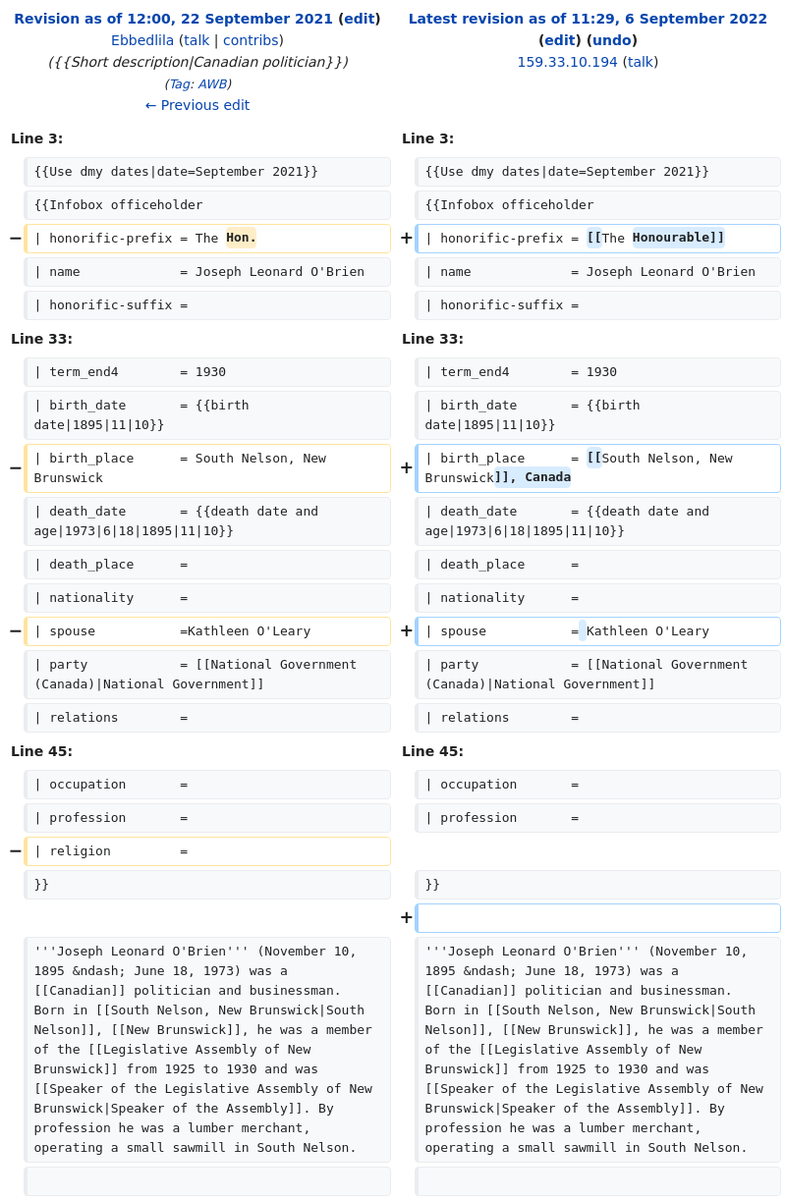 Revision as of 12:00, 22 September 2021 (edit)
Ebbedlila (talk | contribs)
({{Short description|Canadian politician}})
(Tag: AWB)
← Previous edit
Latest revision as of 11:29, 6 September 2022
(edit) (undo)
159.33.10.194 (talk)
Line 3:
Line 3:
{{Use dmy dates|date=September 2021}}
{{Use dmy dates|date=September 2021}}
{{Infobox officeholder
{{Infobox officeholder
− | honorific-prefix = The Hon.
+ | honorific-prefix = [[The Honourable]]
| name = Joseph Leonard O'Brien
| name = Joseph Leonard O'Brien
| honorific-suffix =
| honorific-suffix =
Line 33:
Line 33:
| term_end4 = 1930
| term_end4 = 1930
| birth_date = {{birth
date|1895|11|10}}
| birth_date = {{birth
date|1895|11|10}}
− | birth_place = South Nelson, New
Brunswick
+ | birth_place = [[South Nelson, New
Brunswick]], Canada
| death_date = {{death date and
age|1973|6|18|1895|11|10}}
| death_date = {{death date and
age|1973|6|18|1895|11|10}}
| death_place =
| death_place =
| nationality =
| nationality =
− | spouse =Kathleen O'Leary
+ | spouse = Kathleen O'Leary
| party = [[National Government
(Canada)|National Government]]
| party = [[National Government
(Canada)|National Government]]
| relations =
| relations =
Line 45:
Line 45:
| occupation =
| occupation =
| profession =
| profession =
− | religion =
}}
}}
+
'''Joseph Leonard O'Brien''' (November 10,
1895 &ndash; June 18, 1973) was a
[[Canadian]] politician and businessman.
Born in [[South Nelson, New Brunswick|South
Nelson]], [[New Brunswick]], he was a member
of the [[Legislative Assembly of New
Brunswick]] from 1925 to 1930 and was
[[Speaker of the Legislative Assembly of New
Brunswick|Speaker of the Assembly]]. By
profession he was a lumber merchant,
operating a small sawmill in South Nelson.
'''Joseph Leonard O'Brien''' (November 10,
1895 &ndash; June 18, 1973) was a
[[Canadian]] politician and businessman.
Born in [[South Nelson, New Brunswick|South
Nelson]], [[New Brunswick]], he was a member
of the [[Legislative Assembly of New
Brunswick]] from 1925 to 1930 and was
[[Speaker of the Legislative Assembly of New
Brunswick|Speaker of the Assembly]]. By
profession he was a lumber merchant,
operating a small sawmill in South Nelson.